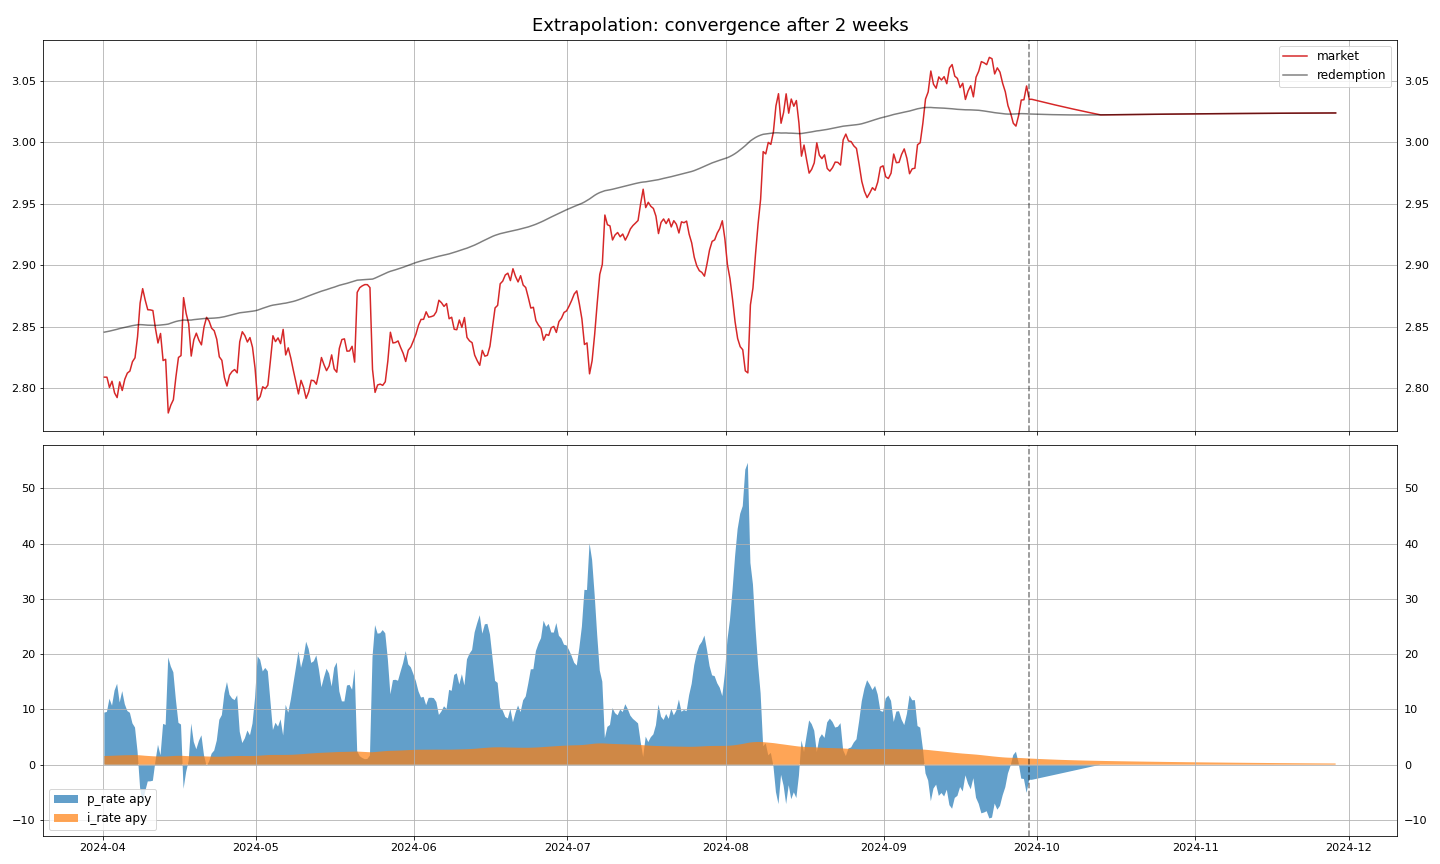 Extrapolation: convergence after 2 weeks
market
redemption
3.05 3.05
3.00 3.00
2.95 2.95
2.90 2.90
2.85 2.85
2.80 2.80
50 50
40 40
30 30
20 20
10 10
0 0
−10 −10
p_rate apy
i_rate apy
2024-04 2024-05 2024-06 2024-07 2024-08 2024-09 2024-10 2024-11 2024-12